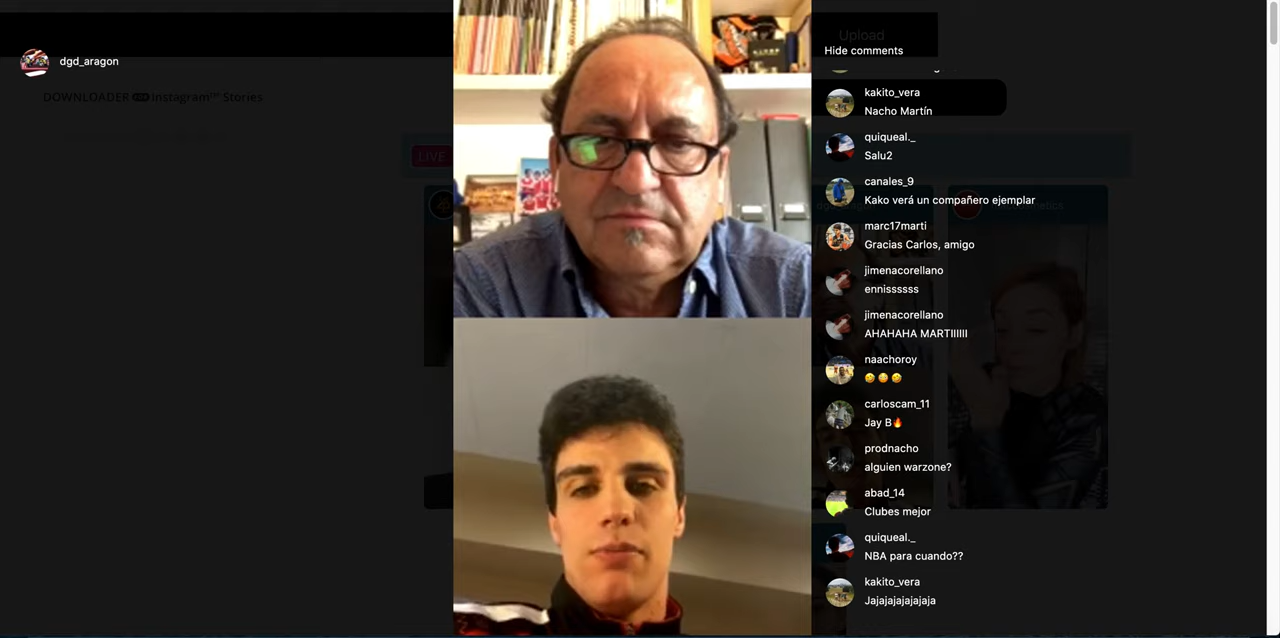 Upload
Hide comments
dgd_aragon
DOWNLOADER Instagram™ Stories
LIVE
kakito_vera
Nacho Martín
quiqueal._
Salu2
canales_9
Kako verá un compañero ejemplar
marc17marti
Gracias Carlos, amigo
jimenacorellano
ennissssss
jimenacorellano
AHAHAHA MARTIIIIII
naachoroy
🤣 😅 🤣
carloscam_11
Jay B🔥
prodnacho
alguien warzone?
abad_14
Clubes mejor
quiqueal._
NBA para cuando??
kakito_vera
Jajajajajajaja